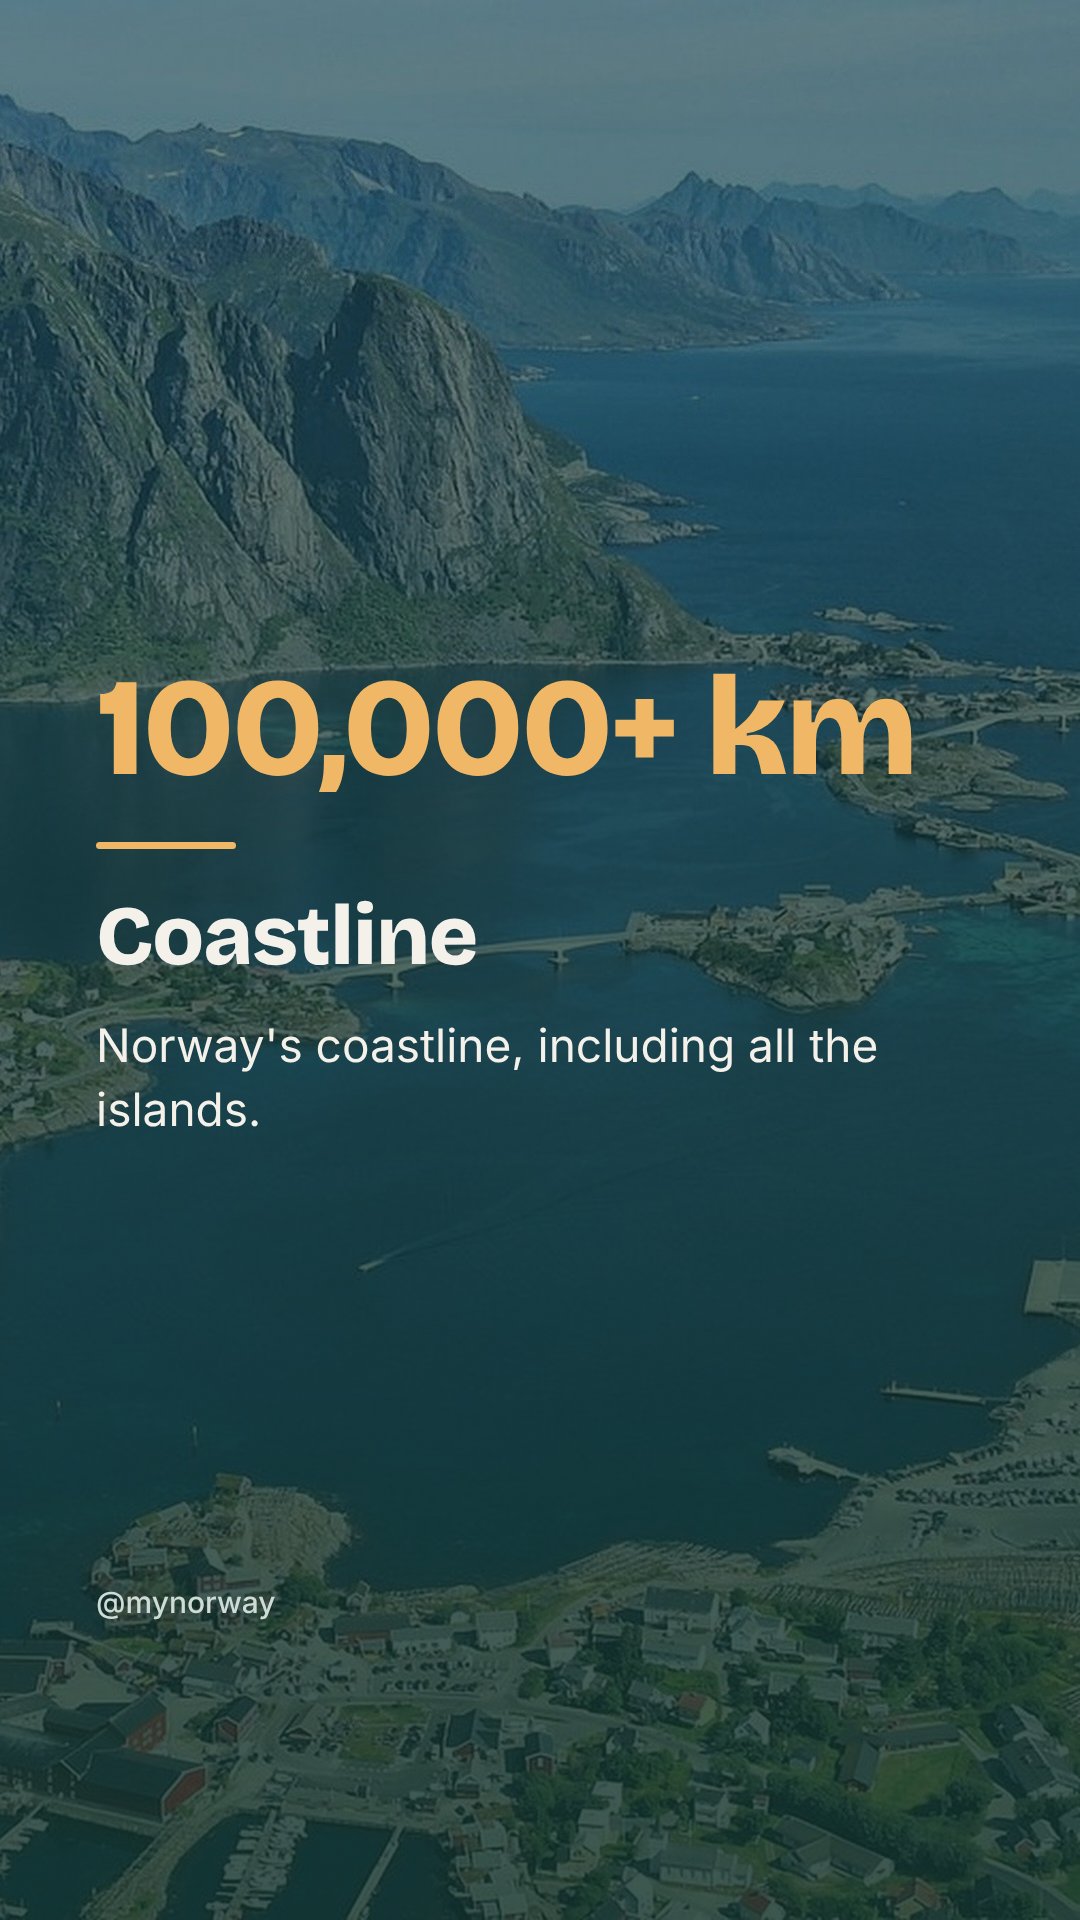 100,000+ km
Coastline
Norway's coastline, including all the
islands.
@mynorway